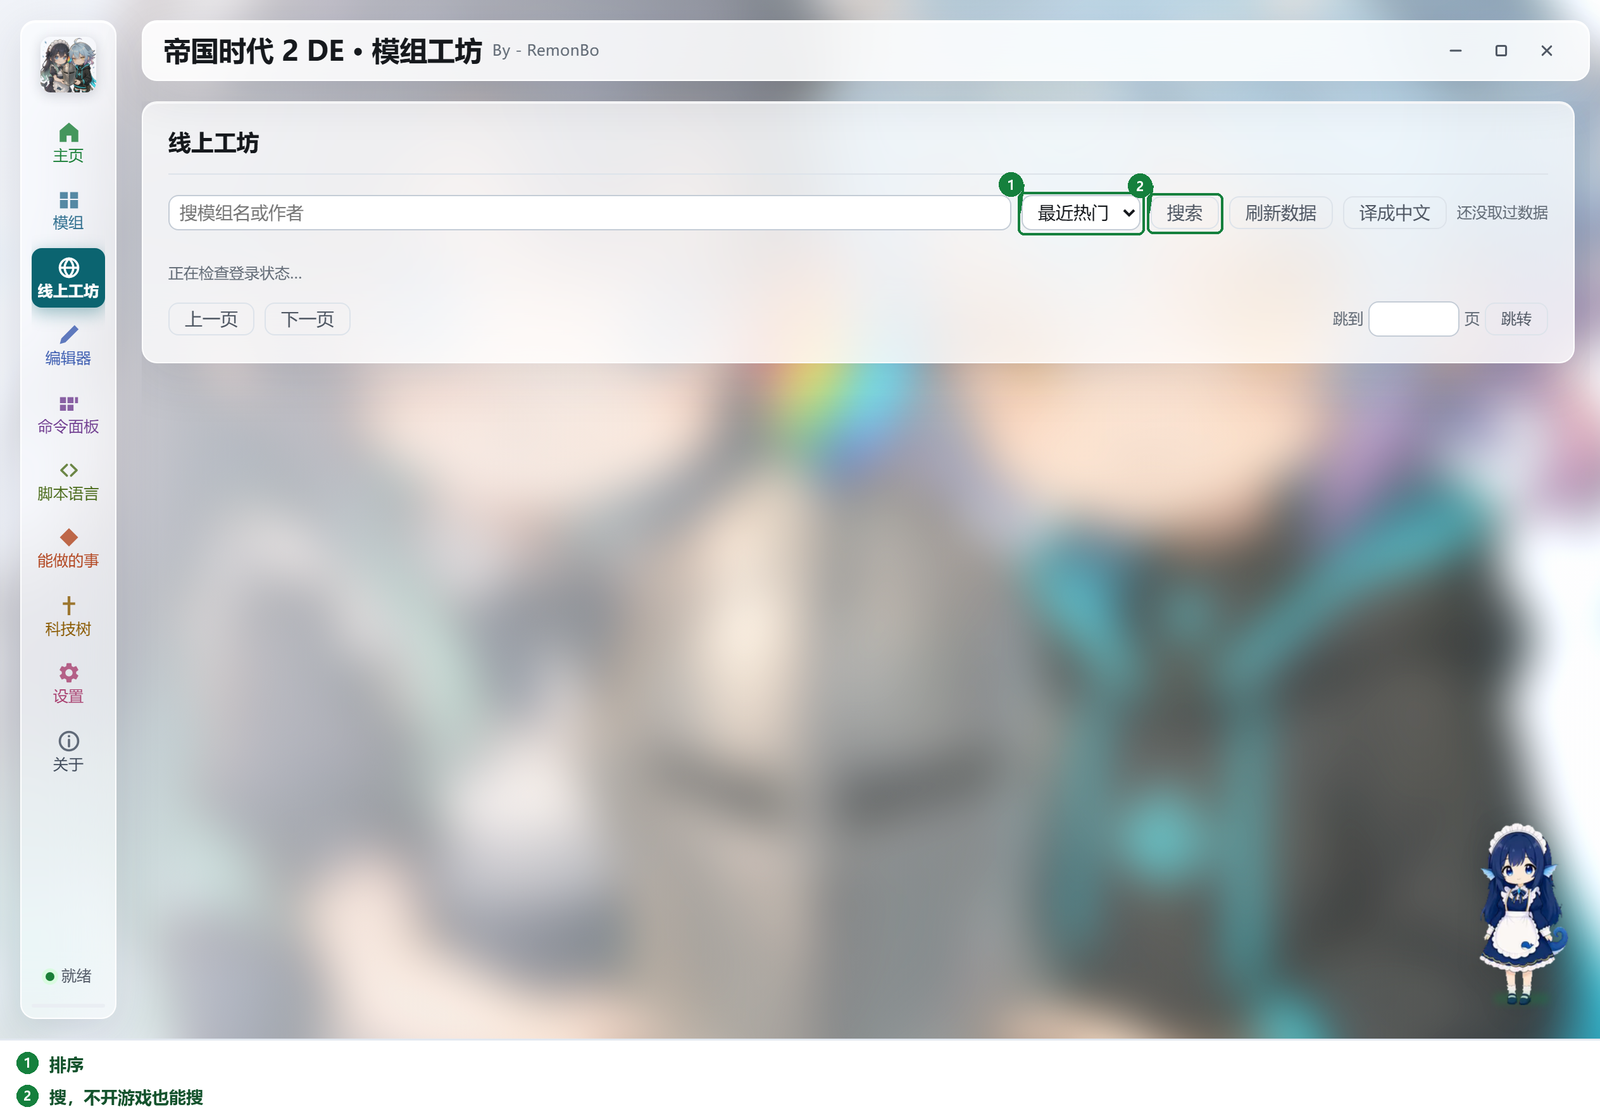 帝国时代 2 DE • 模组工坊 By - RemonBo
主页
模组
线上工坊
编辑器
命令面板
脚本语言
能做的事
科技树
设置
关于
就绪
线上工坊
1 2
搜模组名或作者 最近热门 搜索 刷新数据 译成中文 还没取过数据
正在检查登录状态...
上一页 下一页 跳到 页 跳转
1 排序
2 搜，不开游戏也能搜